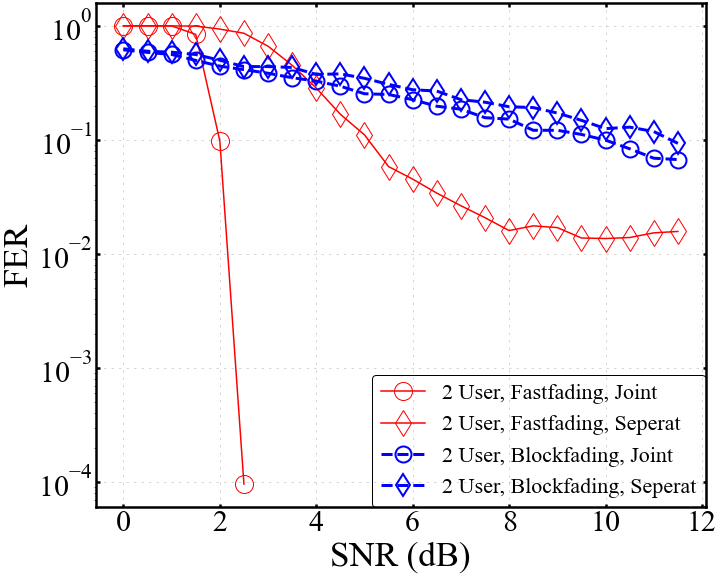 10^0
10^−1
10^−2
10^−3
10^−4
FER
0 2 4 6 8 10 12
SNR (dB)
2 User, Fastfading, Joint
2 User, Fastfading, Seperat
2 User, Blockfading, Joint
2 User, Blockfading, Seperat